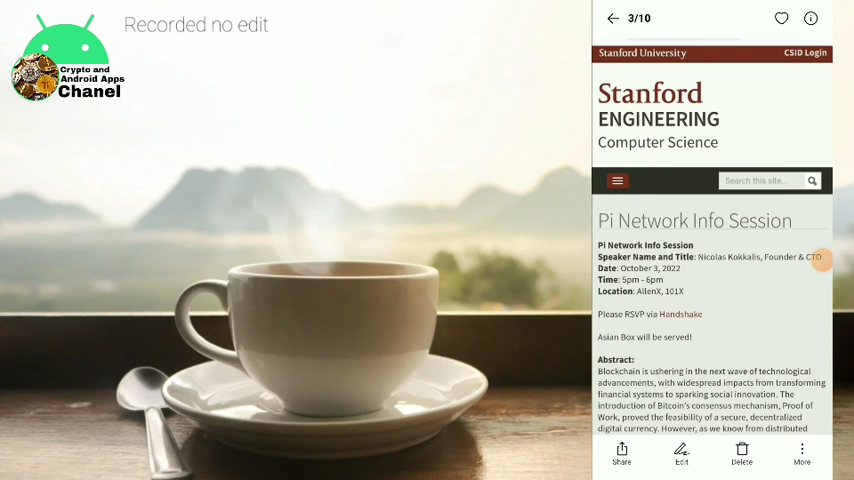 Recorded no edit
Crypto and
Android Apps
Chanel
3/10
Stanford University
CSID Login
Stanford
ENGINEERING
Computer Science
Search this site...
Pi Network Info Session
Pi Network Info Session
Speaker Name and Title: Nicolas Kokkalis, Founder & CTO
Date: October 3, 2022
Time: 5pm - 6pm
Location: AllenX, 101X
Please RSVP via Handshake
Asian Box will be served!
Abstract:
Blockchain is ushering in the next wave of technological
advancements, with widespread impacts from transforming
financial systems to sparking social innovation. The
introduction of Bitcoin's consensus mechanism, Proof of
Work, proved the feasibility of a secure, decentralized
digital currency. However, as we know from distributed
Share
Edit
Delete
More